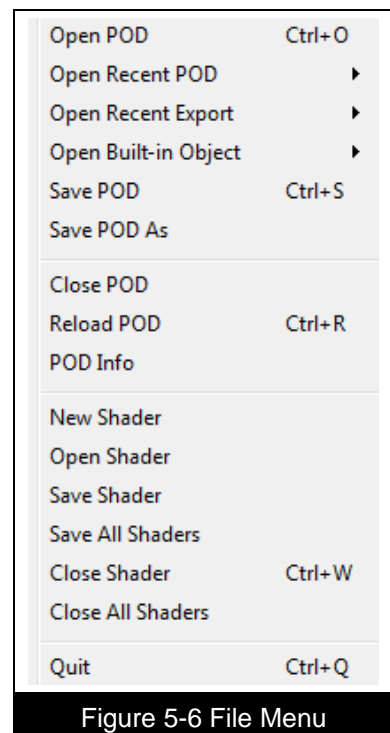 Open POD Ctrl+O
Open Recent POD
Open Recent Export
Open Built-in Object
Save POD Ctrl+S
Save POD As
Close POD
Reload POD Ctrl+R
POD Info
New Shader
Open Shader
Save Shader
Save All Shaders
Close Shader Ctrl+W
Close All Shaders
Quit Ctrl+Q
Figure 5-6 File Menu